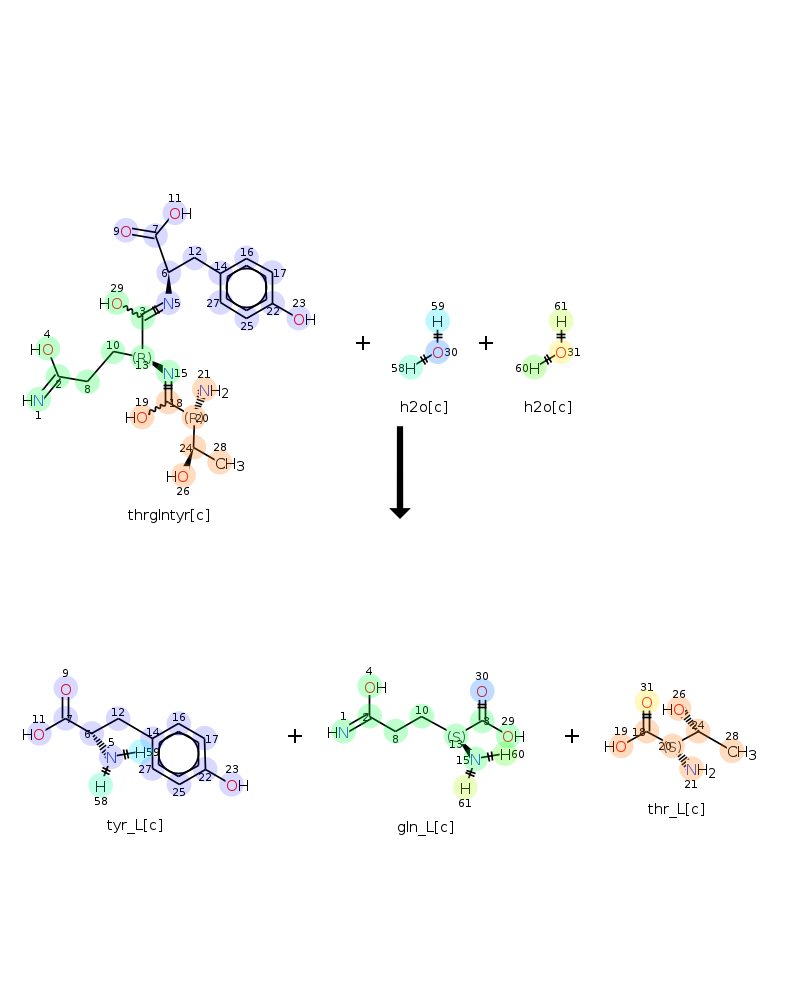 11
OH
9 O 7
12 16
6 14 17
29
HO 3 N 5 27 22 23
OH
25
59
H
61
H
4
HO 10 (R)
13
+ O 30 + O 31
58 H 60 H
2 8 N 15 21
HN NH2
1 19 18
HO (R)
20
h2o[c] h2o[c]
24 28
CH3
HO
26
thrglntyr[c]
9
O
4
OH
30
O
31
O
26
HO
11 7 12 16
HO 6 14 17
1 2 10 3 29
HN 8 (S) OH
13
19 18 24
HO (S)
20
28
CH3
5 H 59
N 27 22 23
OH
25
+ 15 H 60
N
+ NH2
21
H
58
H
61
tyr_L[c] gln_L[c] thr_L[c]